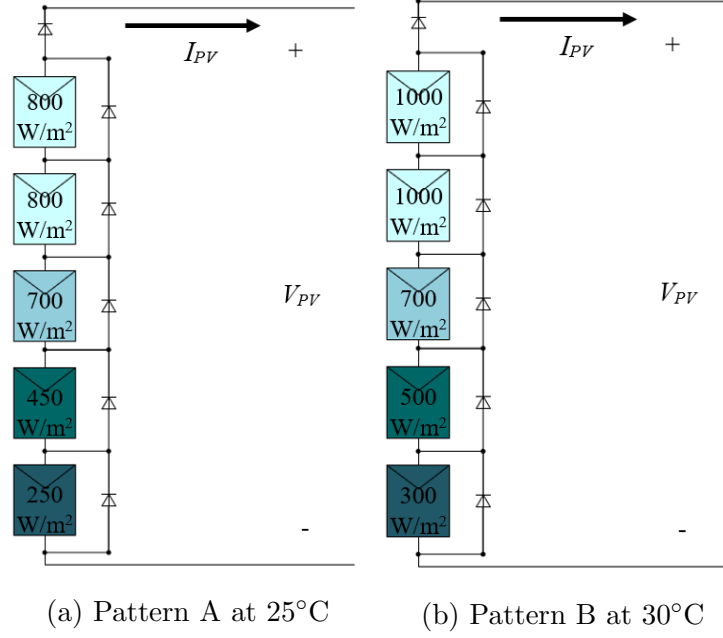 I_PV
+
800
W/m²
800
W/m²
700
W/m²
450
W/m²
250
W/m²
V_PV
-
(a) Pattern A at 25°C
I_PV
+
1000
W/m²
1000
W/m²
700
W/m²
500
W/m²
300
W/m²
V_PV
-
(b) Pattern B at 30°C